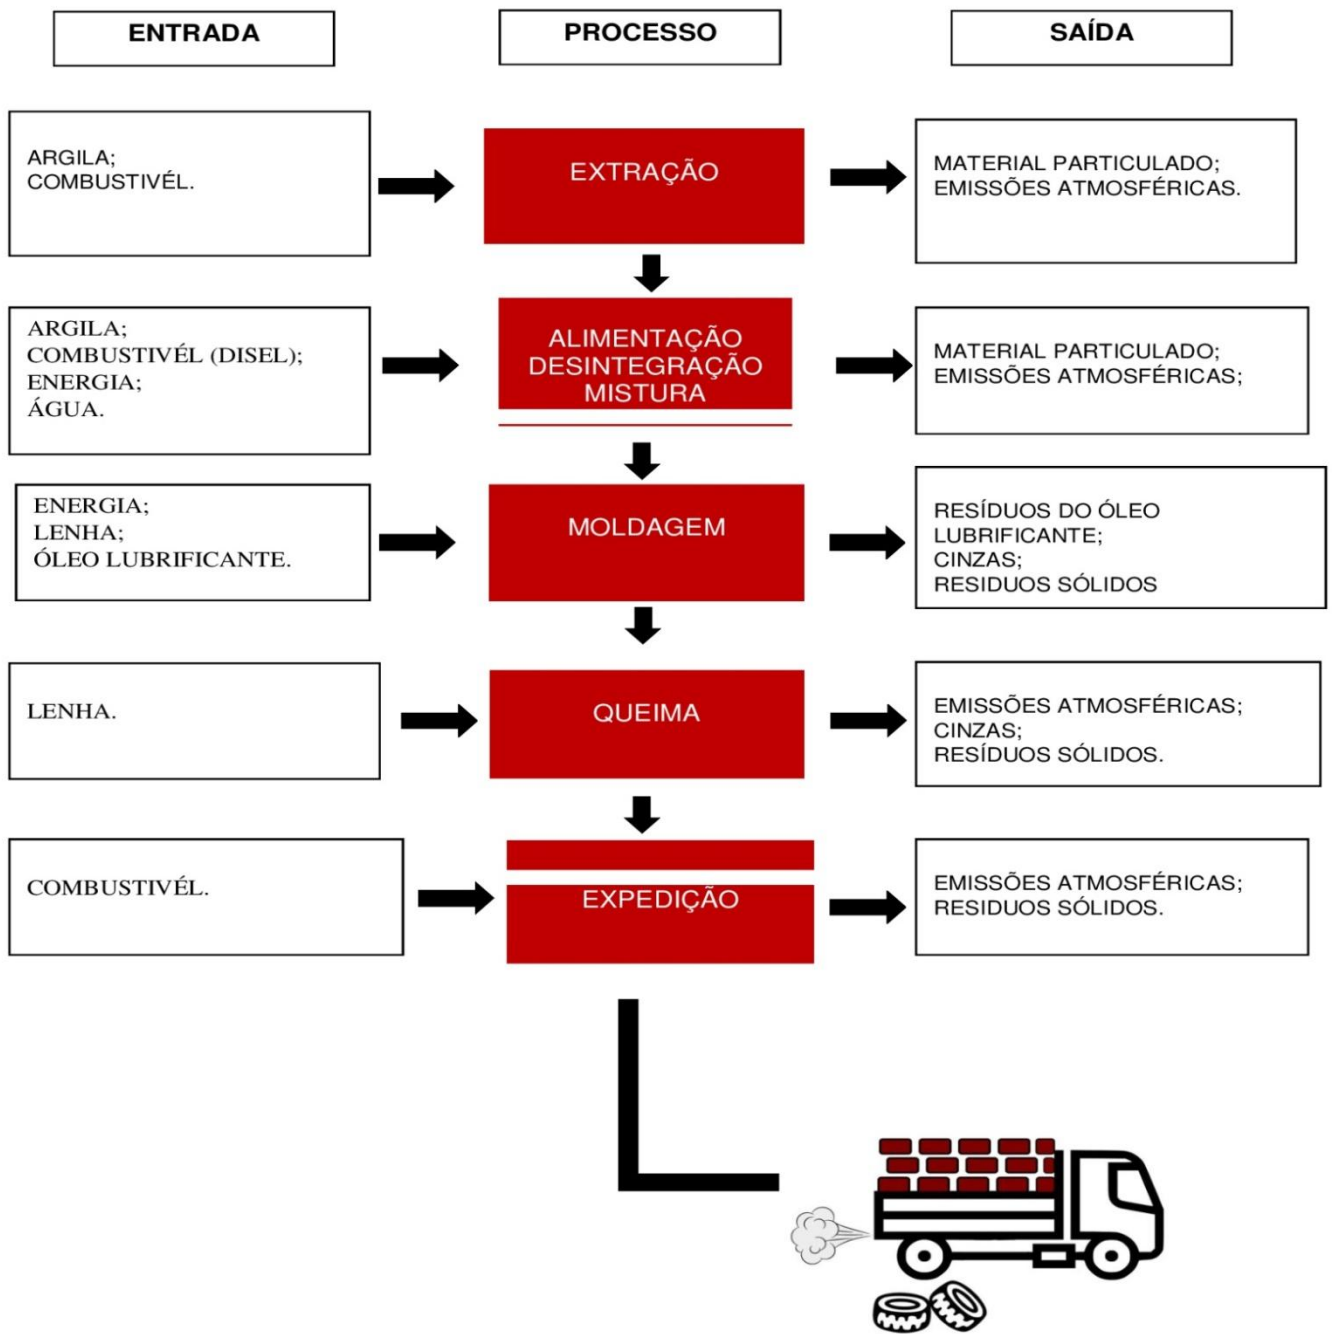 ENTRADA
PROCESSO
SAÍDA
ARGILA;
COMBUSTIVÉL.
EXTRAÇÃO
MATERIAL PARTICULADO;
EMISSÕES ATMOSFÉRICAS.
ARGILA;
COMBUSTIVÉL (DISEL);
ENERGIA;
ÁGUA.
ALIMENTAÇÃO
DESINTEGRAÇÃO
MISTURA
MATERIAL PARTICULADO;
EMISSÕES ATMOSFÉRICAS;
ENERGIA;
LENHA;
ÓLEO LUBRIFICANTE.
MOLDAGEM
RESÍDUOS DO ÓLEO
LUBRIFICANTE;
CINZAS;
RESIDUOS SÓLIDOS
LENHA.
QUEIMA
EMISSÕES ATMOSFÉRICAS;
CINZAS;
RESÍDUOS SÓLIDOS.
COMBUSTIVÉL.
EXPEDIÇÃO
EMISSÕES ATMOSFÉRICAS;
RESIDUOS SÓLIDOS.